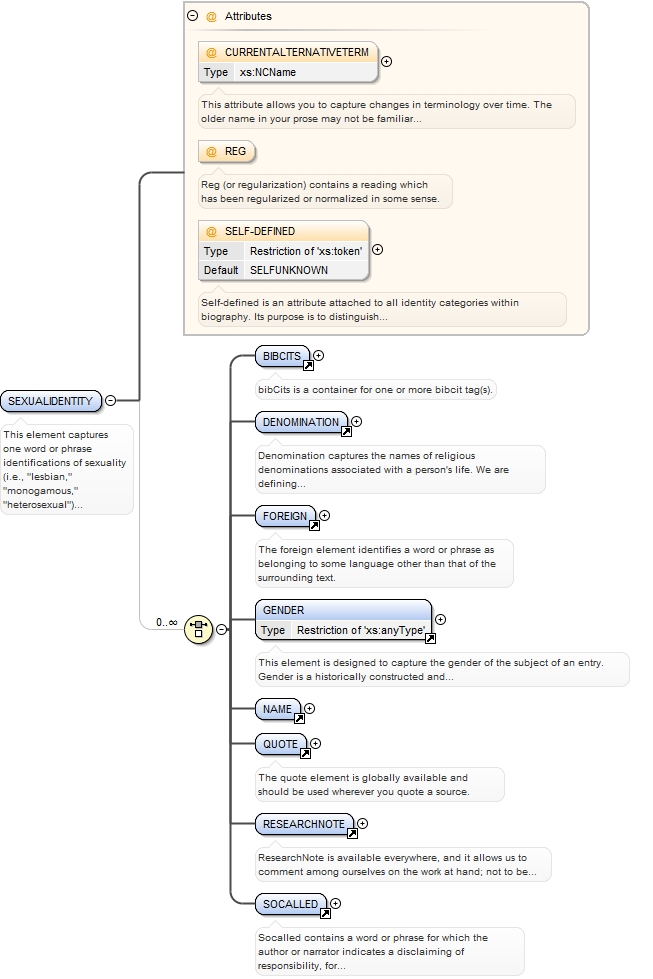 Attributes
CURRENTALTERNATIVETERM
Type xs:NCName
This attribute allows you to capture changes in terminology over time. The
older name in your prose may not be familiar...
REG
Reg (or regularization) contains a reading which
has been regularized or normalized in some sense.
SELF-DEFINED
Type Restriction of 'xs:token'
Default SELFUNKNOWN
Self-defined is an attribute attached to all identity categories within
biography. Its purpose is to distinguish...
SEXUALIDENTITY
This element captures
one word or phrase
identifications of sexuality
(i.e., "lesbian,"
"monogamous,"
"heterosexual")...
0..∞
BIBCITS
bibCits is a container for one or more bibcit tag(s).
DENOMINATION
Denomination captures the names of religious
denominations associated with a person's life. We are
defining...
FOREIGN
The foreign element identifies a word or phrase as
belonging to some language other than that of the
surrounding text.
GENDER
Type Restriction of 'xs:anyType'
This element is designed to capture the gender of the subject of an entry.
Gender is a historically constructed and...
NAME
QUOTE
The quote element is globally available and
should be used wherever you quote a source.
RESEARCHNOTE
ResearchNote is available everywhere, and it allows us to
comment among ourselves on the work at hand; not to be...
SOCALLED
Socalled contains a word or phrase for which the
author or narrator indicates a disclaiming of
responsibility, for...